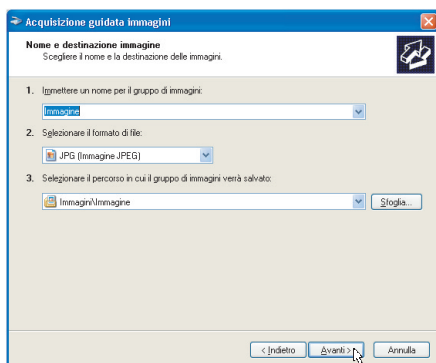 Acquisizione guidata immagini
Nome e destinazione immagine
Scegliere il nome e la destinazione delle immagini.
1. Immettere un nome per il gruppo di immagini:
Immagine
2. Selezionare il formato di file:
JPG (Immagine JPEG)
3. Selezionare il percorso in cui il gruppo di immagini verrà salvato:
Immagini\Immagine
Sfoglia...
< Indietro
Avanti >
Annulla